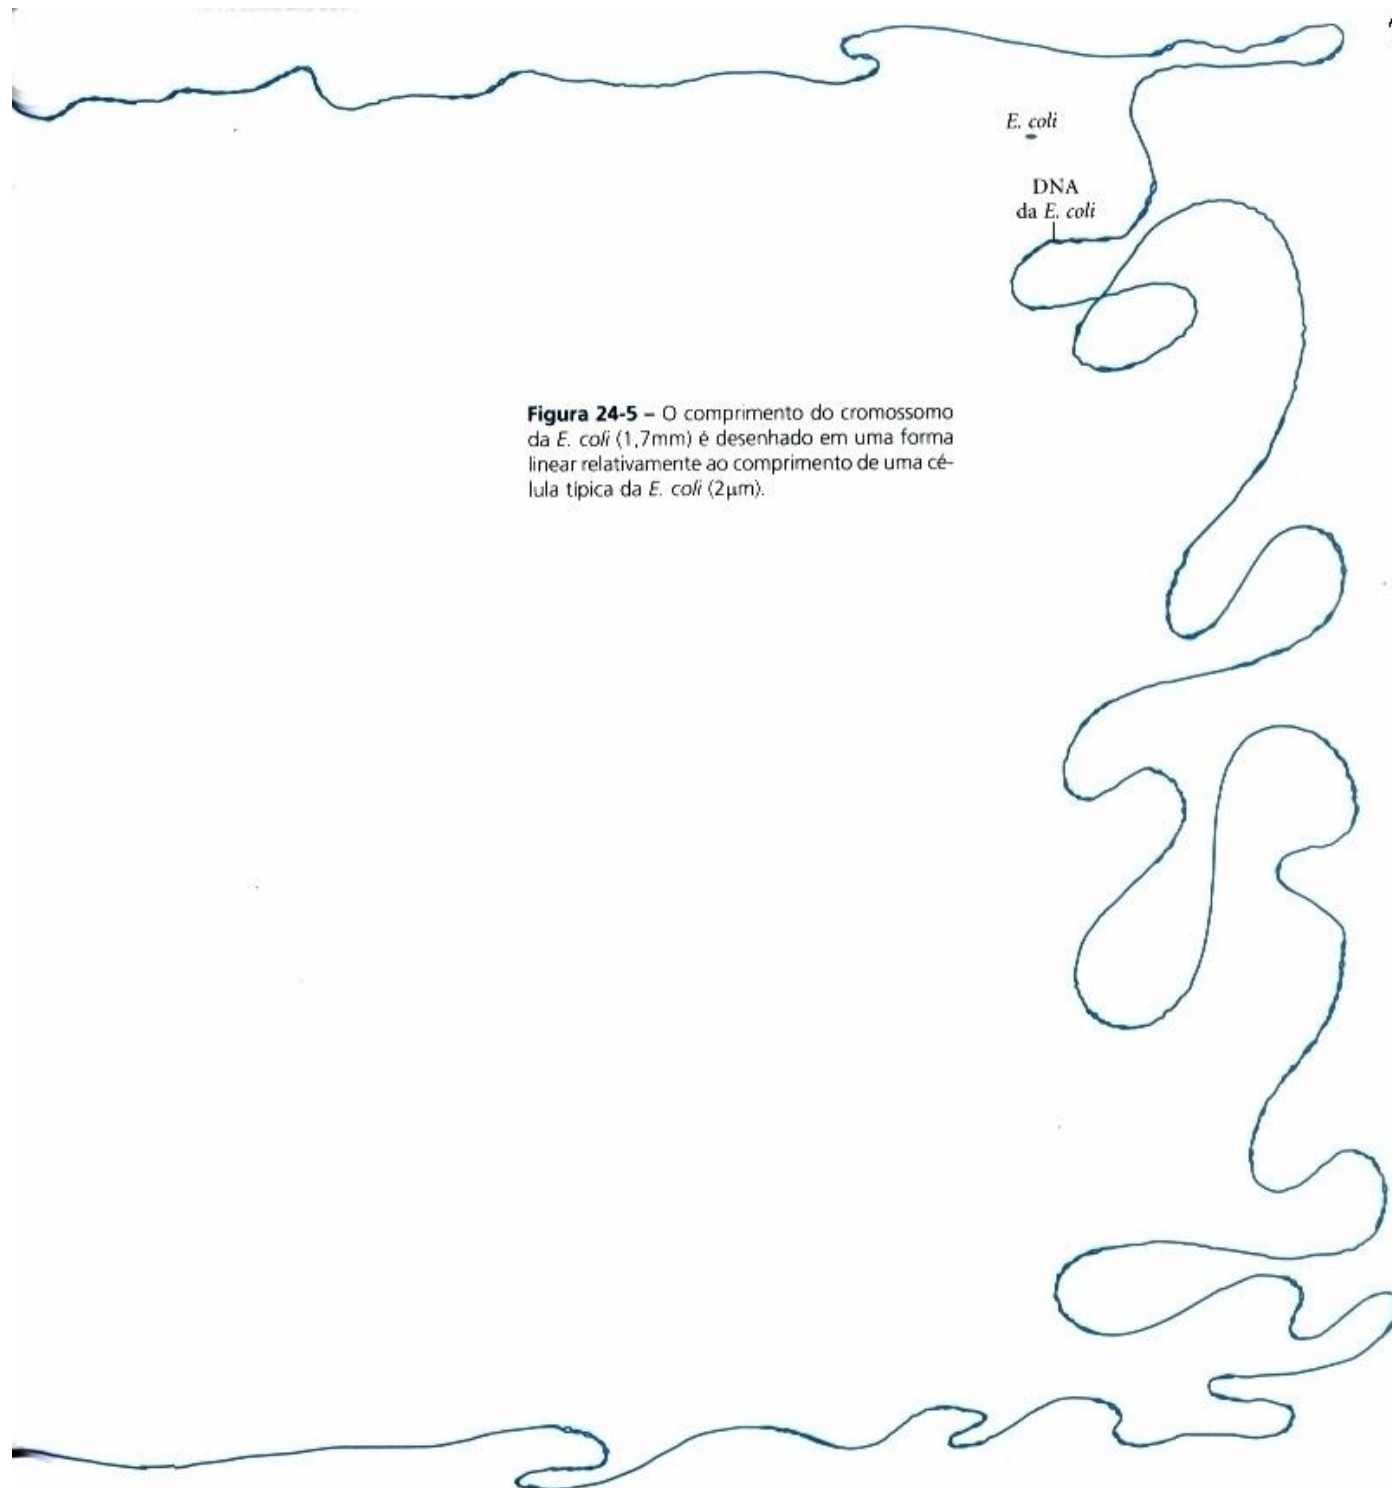 E. coli
DNA
da E. coli
Figura 24-5 – O comprimento do cromossomo
da E. coli (1,7mm) é desenhado em uma forma
linear relativamente ao comprimento de uma cé-
lula típica da E. coli (2μm).